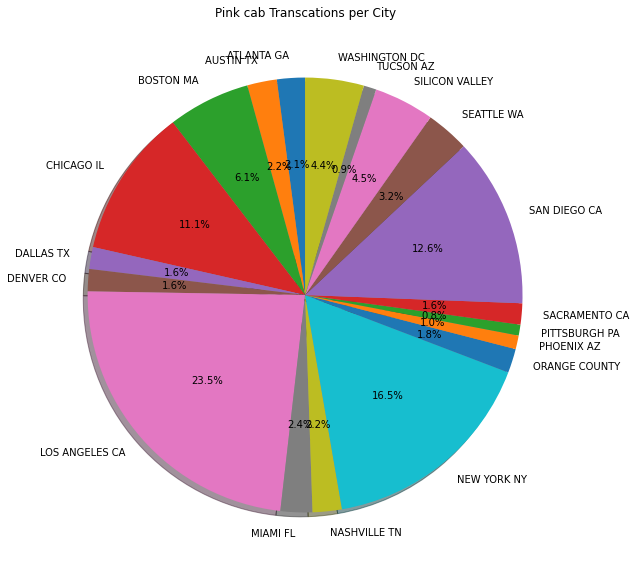 Pink cab Transcations per City
ATLANTA GA
AUSTIN TX
BOSTON MA
CHICAGO IL
DALLAS TX
DENVER CO
LOS ANGELES CA
MIAMI FL
NASHVILLE TN
NEW YORK NY
ORANGE COUNTY
PHOENIX AZ
PITTSBURGH PA
SACRAMENTO CA
SAN DIEGO CA
SEATTLE WA
SILICON VALLEY
TUCSON AZ
WASHINGTON DC
2.1%
2.2%
6.1%
11.1%
1.6%
1.6%
23.5%
2.4%
2.2%
16.5%
1.8%
1.0%
0.8%
1.6%
12.6%
3.2%
4.5%
0.9%
4.4%